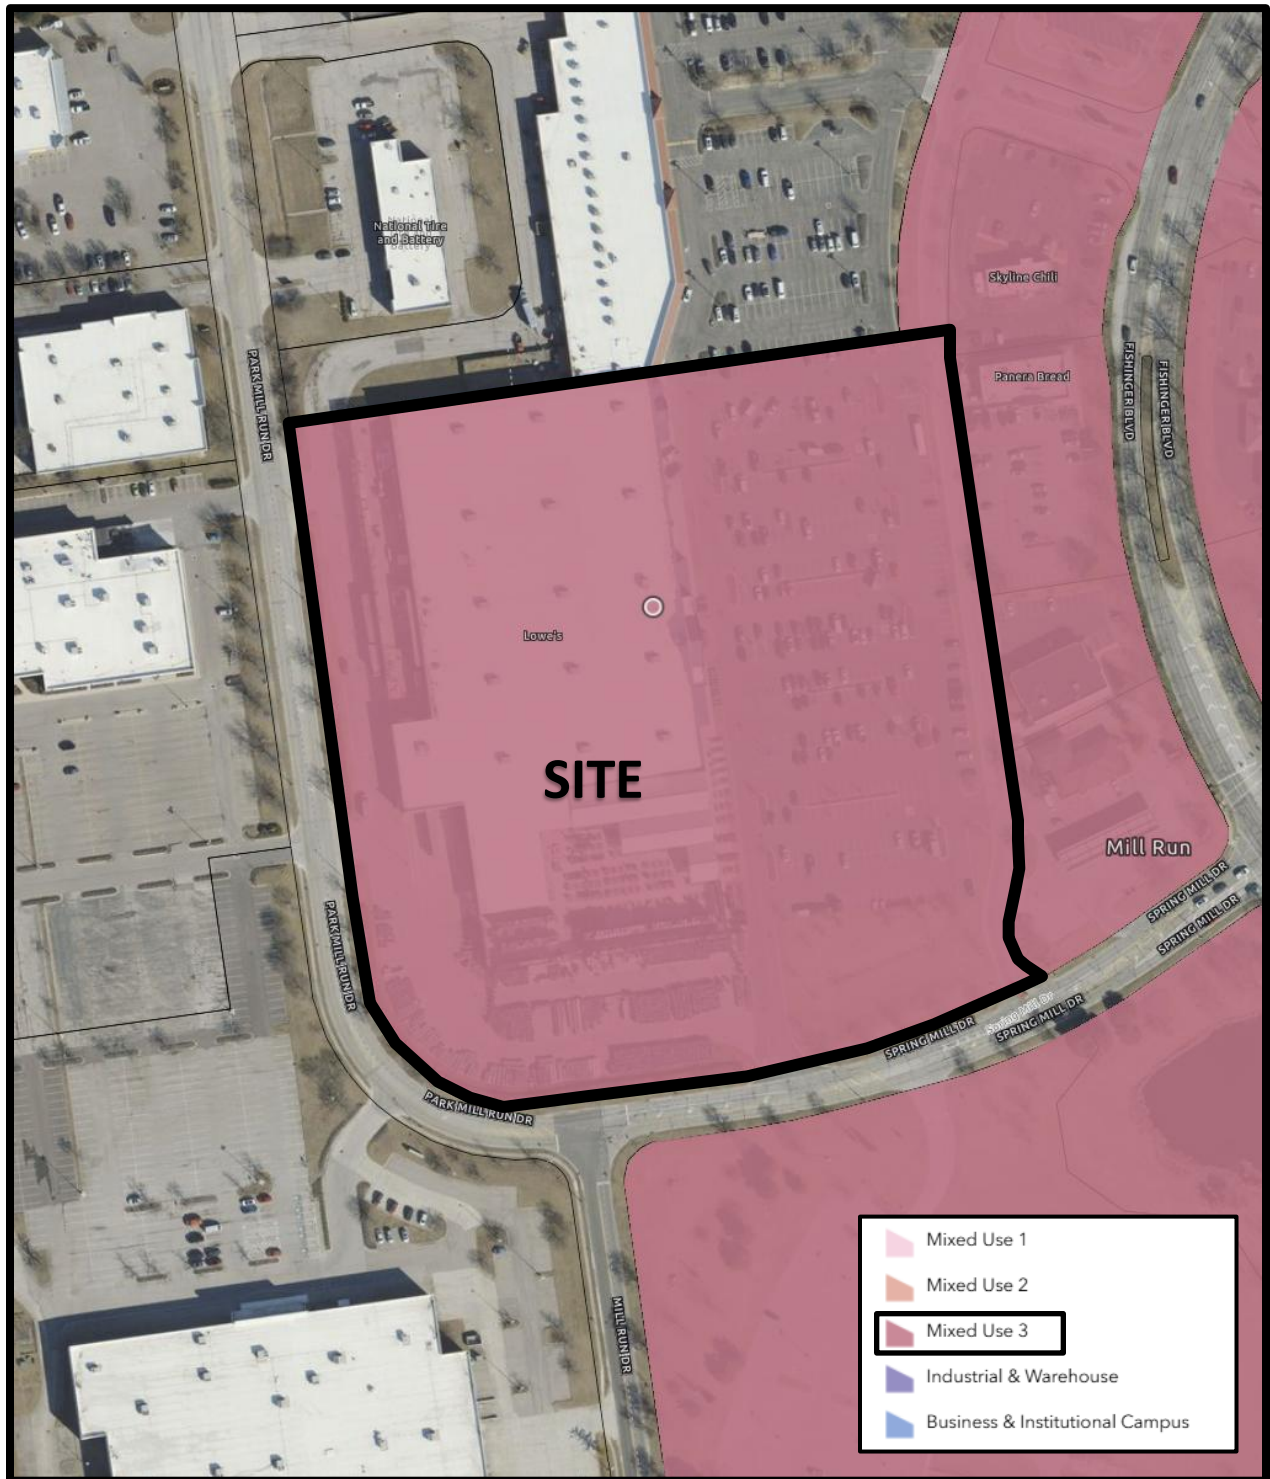 National Tire
and Battery
Skyline Chili
PARK MILL RUN DR
FISHINGER BLVD
FISHINGER BLVD
Panera Bread
Lowe's
SITE
Mill Run
SPRING MILL DR
SPRING MILL DR
PARK MILL RUN DR
Spring Mill Dr
SPRING MILL DR
SPRING MILL DR
PARK MILL RUN DR
MILL RUN DR
Mixed Use 1
Mixed Use 2
Mixed Use 3
Industrial & Warehouse
Business & Institutional Campus